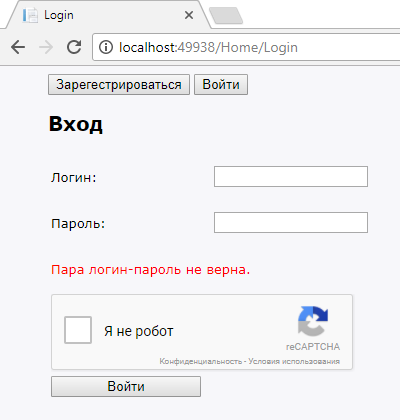 Login
localhost:49938/Home/Login
Зарегестрироваться Войти
Вход
Логин:
Пароль:
Пара логин-пароль не верна.
Я не робот
reCAPTCHA
Конфиденциальность - Условия использования
Войти